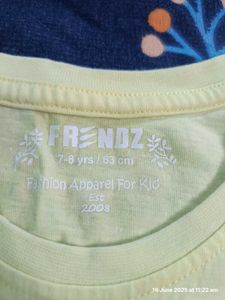 FRENDZ
7-8 yrs / 63 cm
Fashion Apparel For Kid
Est
2008
16 June 2025 at 11:22 am